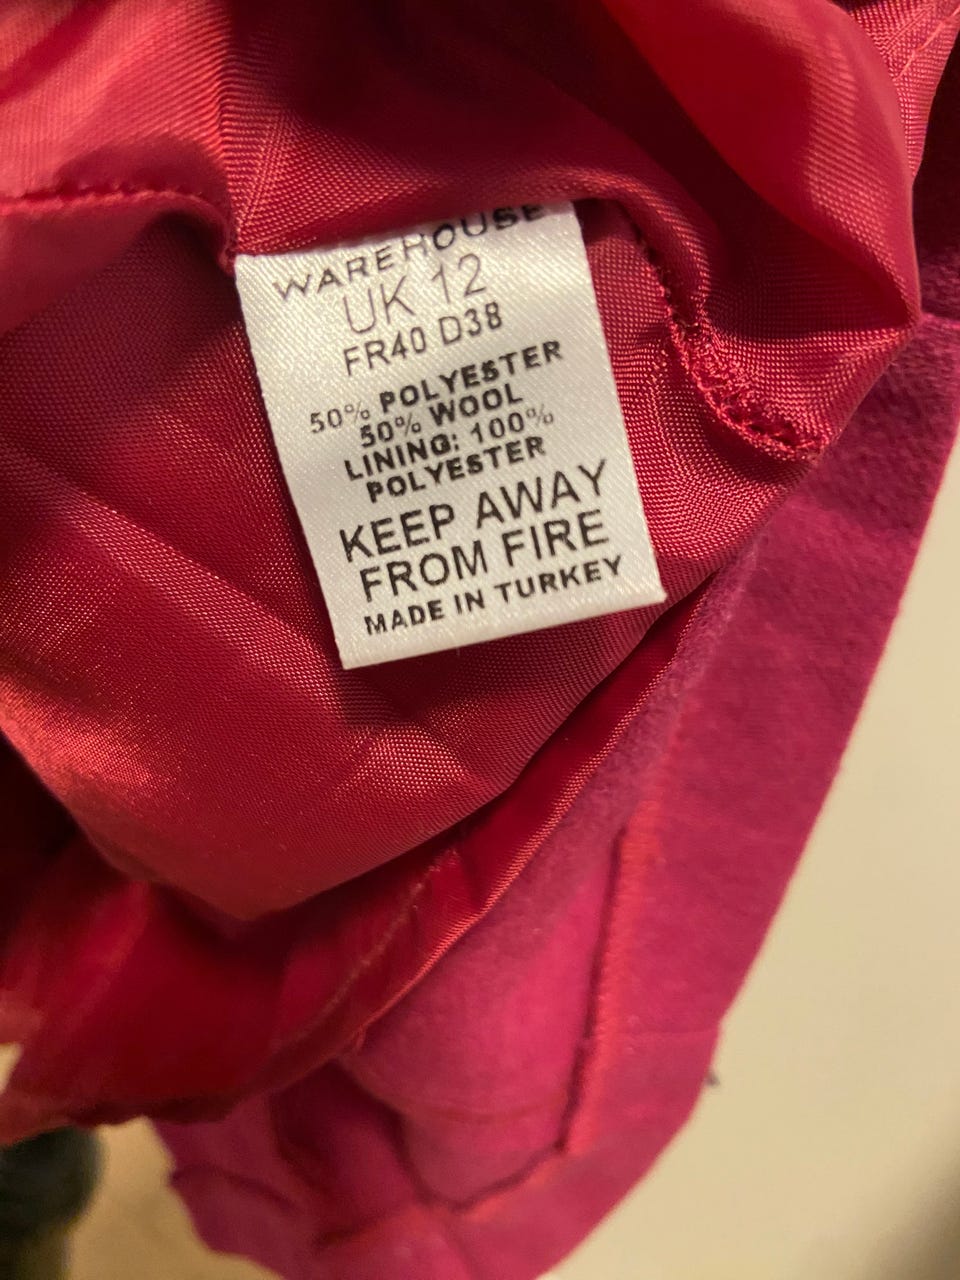 WAREHOUSE
UK 12
FR40 D38
50% POLYESTER
50% WOOL
LINING: 100%
POLYESTER
KEEP AWAY
FROM FIRE
MADE IN TURKEY